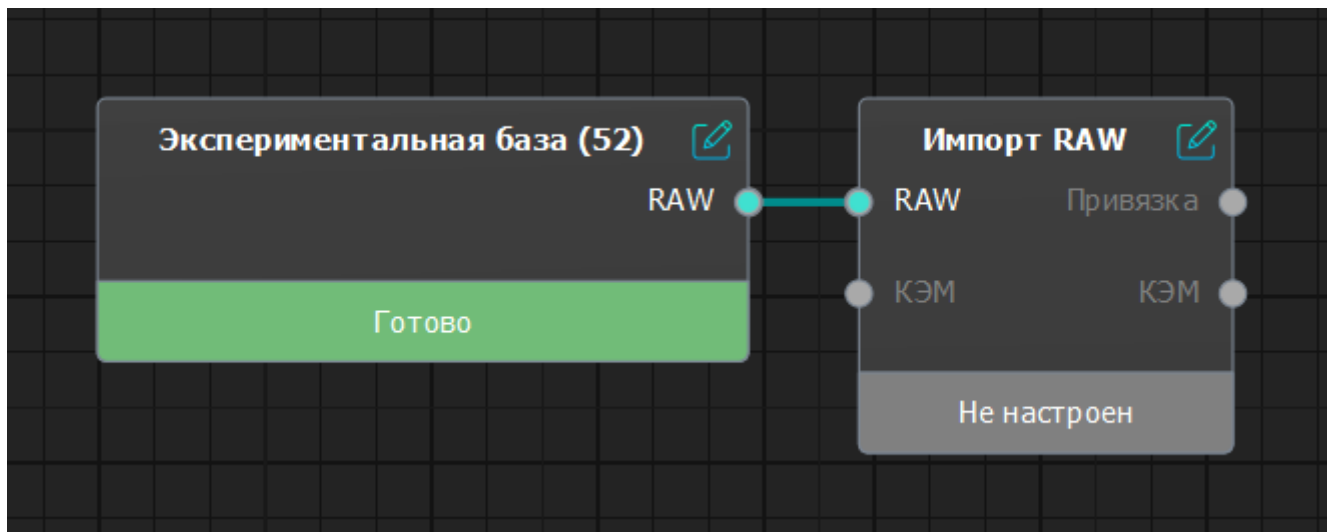 Экспериментальная база (52)
RAW
Готово
Импорт RAW
RAW Привязка
КЭМ КЭМ
Не настроен